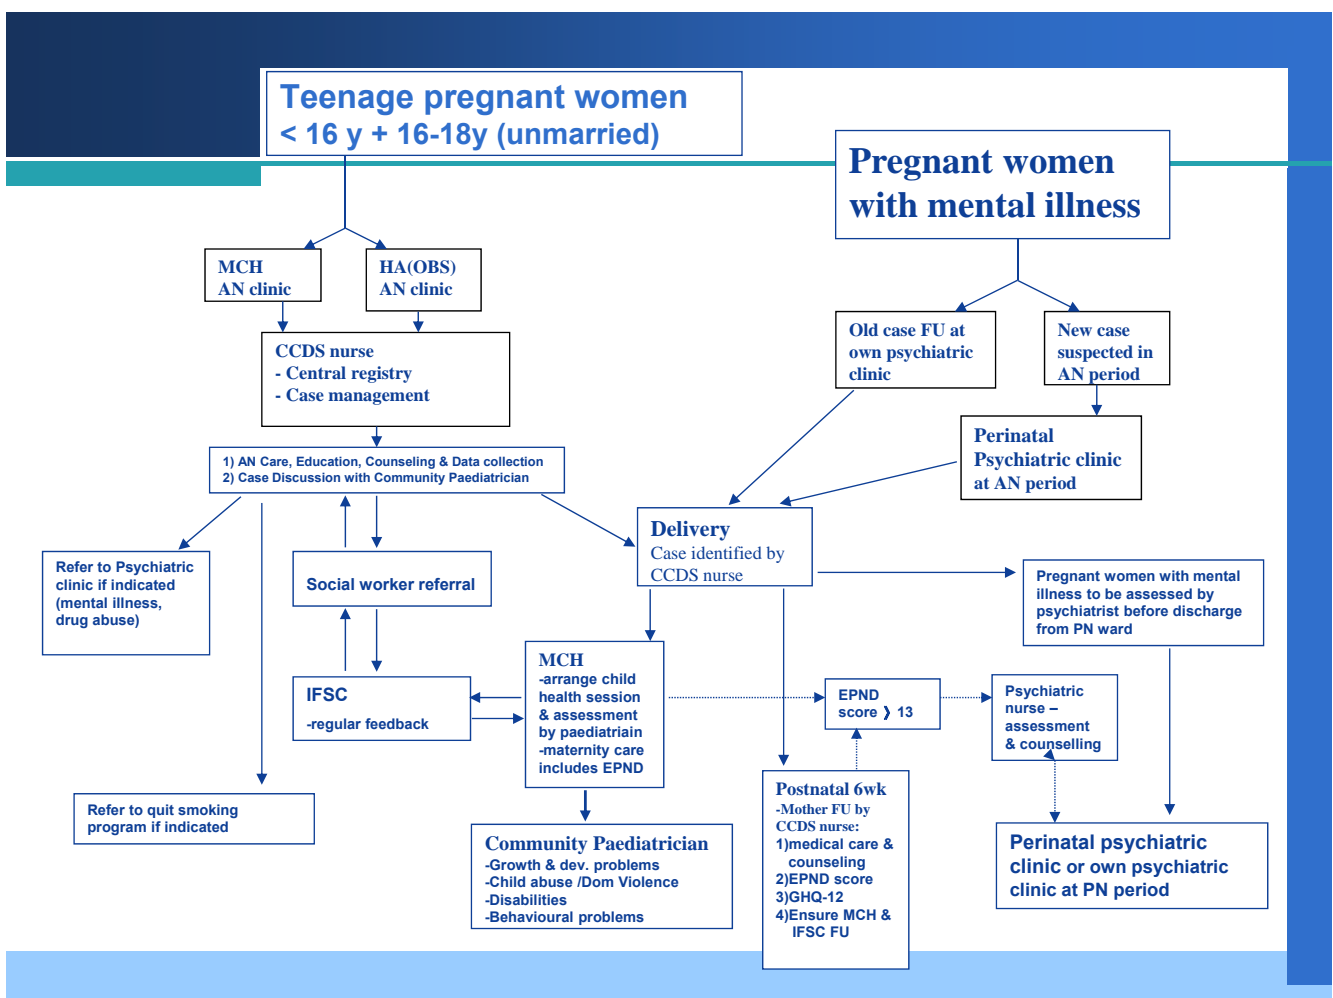 Teenage pregnant women
< 16 y + 16-18y (unmarried)
Pregnant women
with mental illness
MCH
AN clinic
HA(OBS)
AN clinic
Old case FU at
own psychiatric
clinic
New case
suspected in
AN period
CCDS nurse
- Central registry
- Case management
Perinatal
Psychiatric clinic
at AN period
1) AN Care, Education, Counseling & Data collection
2) Case Discussion with Community Paediatrician
Delivery
Case identified by
CCDS nurse
Refer to Psychiatric
clinic if indicated
(mental illness,
drug abuse)
Social worker referral
Pregnant women with mental
illness to be assessed by
psychiatrist before discharge
from PN ward
MCH
-arrange child
health session
& assessment
by paediatriain
-maternity care
includes EPND
IFSC
-regular feedback
EPND
score 》13
Psychiatric
nurse –
assessment
& counselling
Refer to quit smoking
program if indicated
Postnatal 6wk
-Mother FU by
CCDS nurse:
1)medical care &
counseling
2)EPND score
3)GHQ-12
4)Ensure MCH &
IFSC FU
Community Paediatrician
-Growth & dev. problems
-Child abuse /Dom Violence
-Disabilities
-Behavioural problems
Perinatal psychiatric
clinic or own psychiatric
clinic at PN period